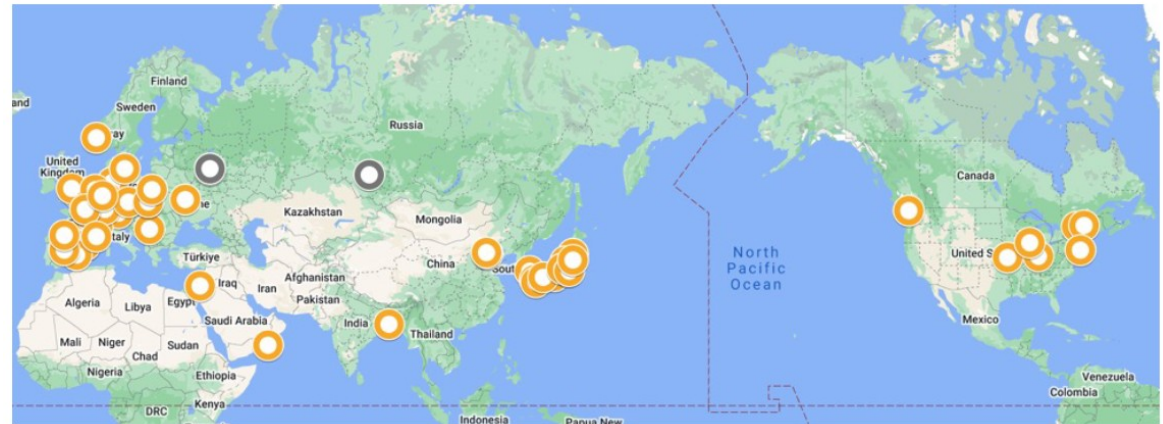 Finland
Sweden
Russia
United
Kingdom
Canada
Kazakhstan
Mongolia
North
Pacific
Ocean
Türkiye
China
Iraq
Iran
Afghanistan
Pakistan
Algeria
Libya
Egypt
Saudi Arabia
India
Thailand
Mexico
Mali
Niger
Chad
Sudan
Nigeria
Ethiopia
Venezuela
Colombia
DRC
Kenya
Indonesia
Papua New